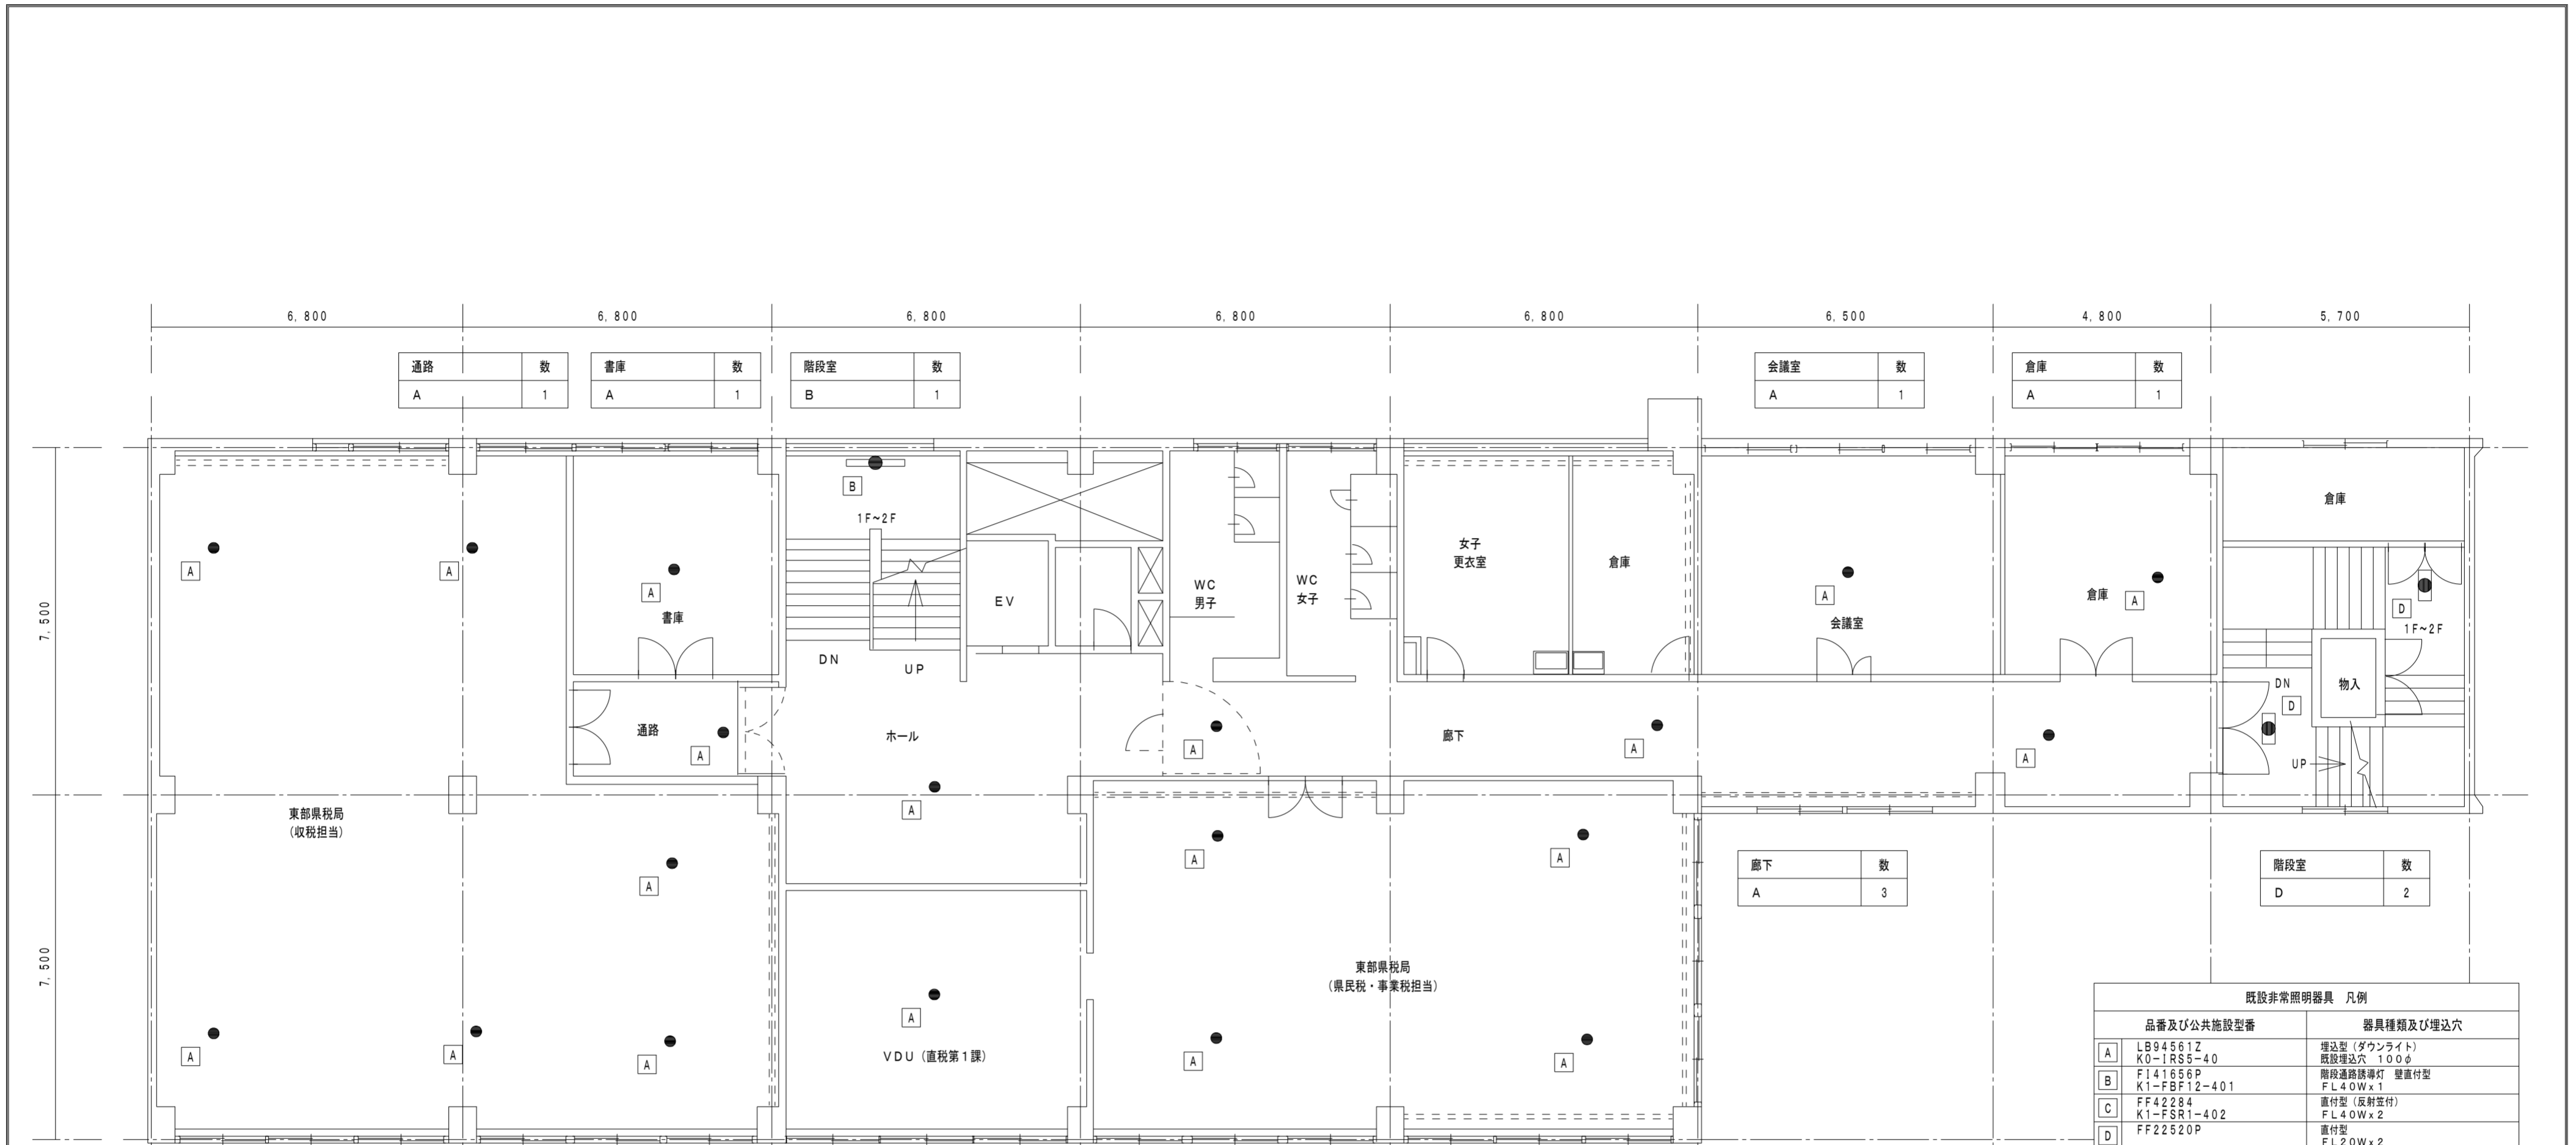 6,800 6,800 6,800 6,800 6,800 6,500 4,800 5,700
通路 数
A 1
書庫 数
A 1
階段室 数
B 1
会議室 数
A 1
倉庫 数
A 1
7,500
7,500
A
A
A
書庫
B
1F~2F
DN
UP
EV
WC
男子
WC
女子
女子
更衣室
倉庫
A
会議室
倉庫
A
倉庫
D
1F~2F
物入
DN
D
UP
通路
A
ホール
A
A
廊下
A
A
東部県税局
(収税担当)
A
A
A
A
A
VDU(直税第1課)
A
A
東部県税局
(県民税・事業税担当)
A
A
廊下 数
A 3
階段室 数
D 2
既設非常照明器具 凡例
品番及び公共施設型番 器具種類及び埋込穴
A LB94561Z 埋込型(ダウンライト)
K0-IRS5-40 既設埋込穴 100φ
B FI41656P 階段通路誘導灯 壁直付型
K1-FBF12-401 FL40Wx1
C FF42284 直付型(反射笠付)
K1-FSR1-402 FL40Wx2
D FF22520P 直付型
FL20Wx2